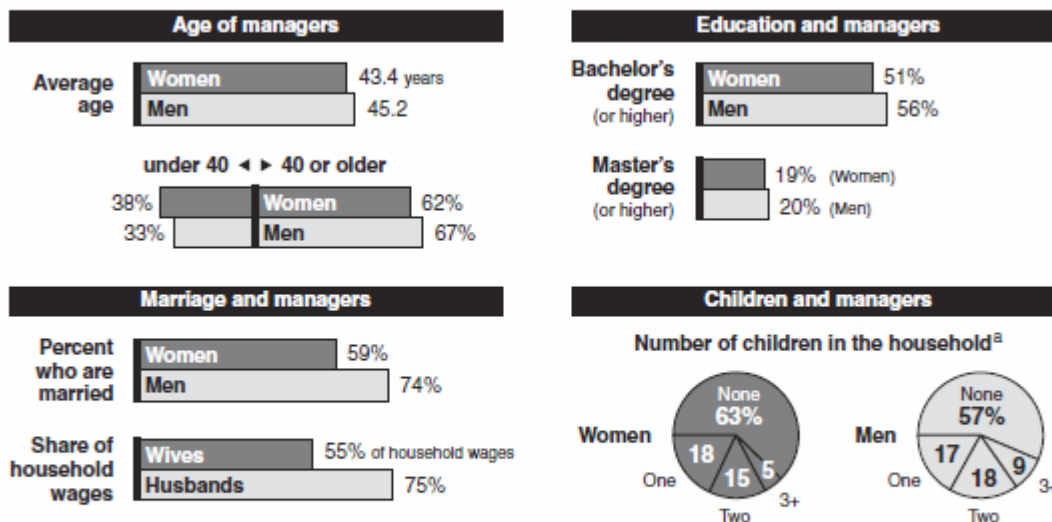 Age of managers
Average age
Women 43.4 years
Men 45.2
under 40 ◄ ► 40 or older
38% Women 62%
33% Men 67%
Education and managers
Bachelor's degree (or higher)
Women 51%
Men 56%
Master's degree (or higher)
19% (Women)
20% (Men)
Marriage and managers
Percent who are married
Women 59%
Men 74%
Share of household wages
Wives 55% of household wages
Husbands 75%
Children and managers
Number of children in the householdª
Women
None
63%
18
15
5
One
Two
3+
Men
None
57%
17
18
9
One
Two
3+